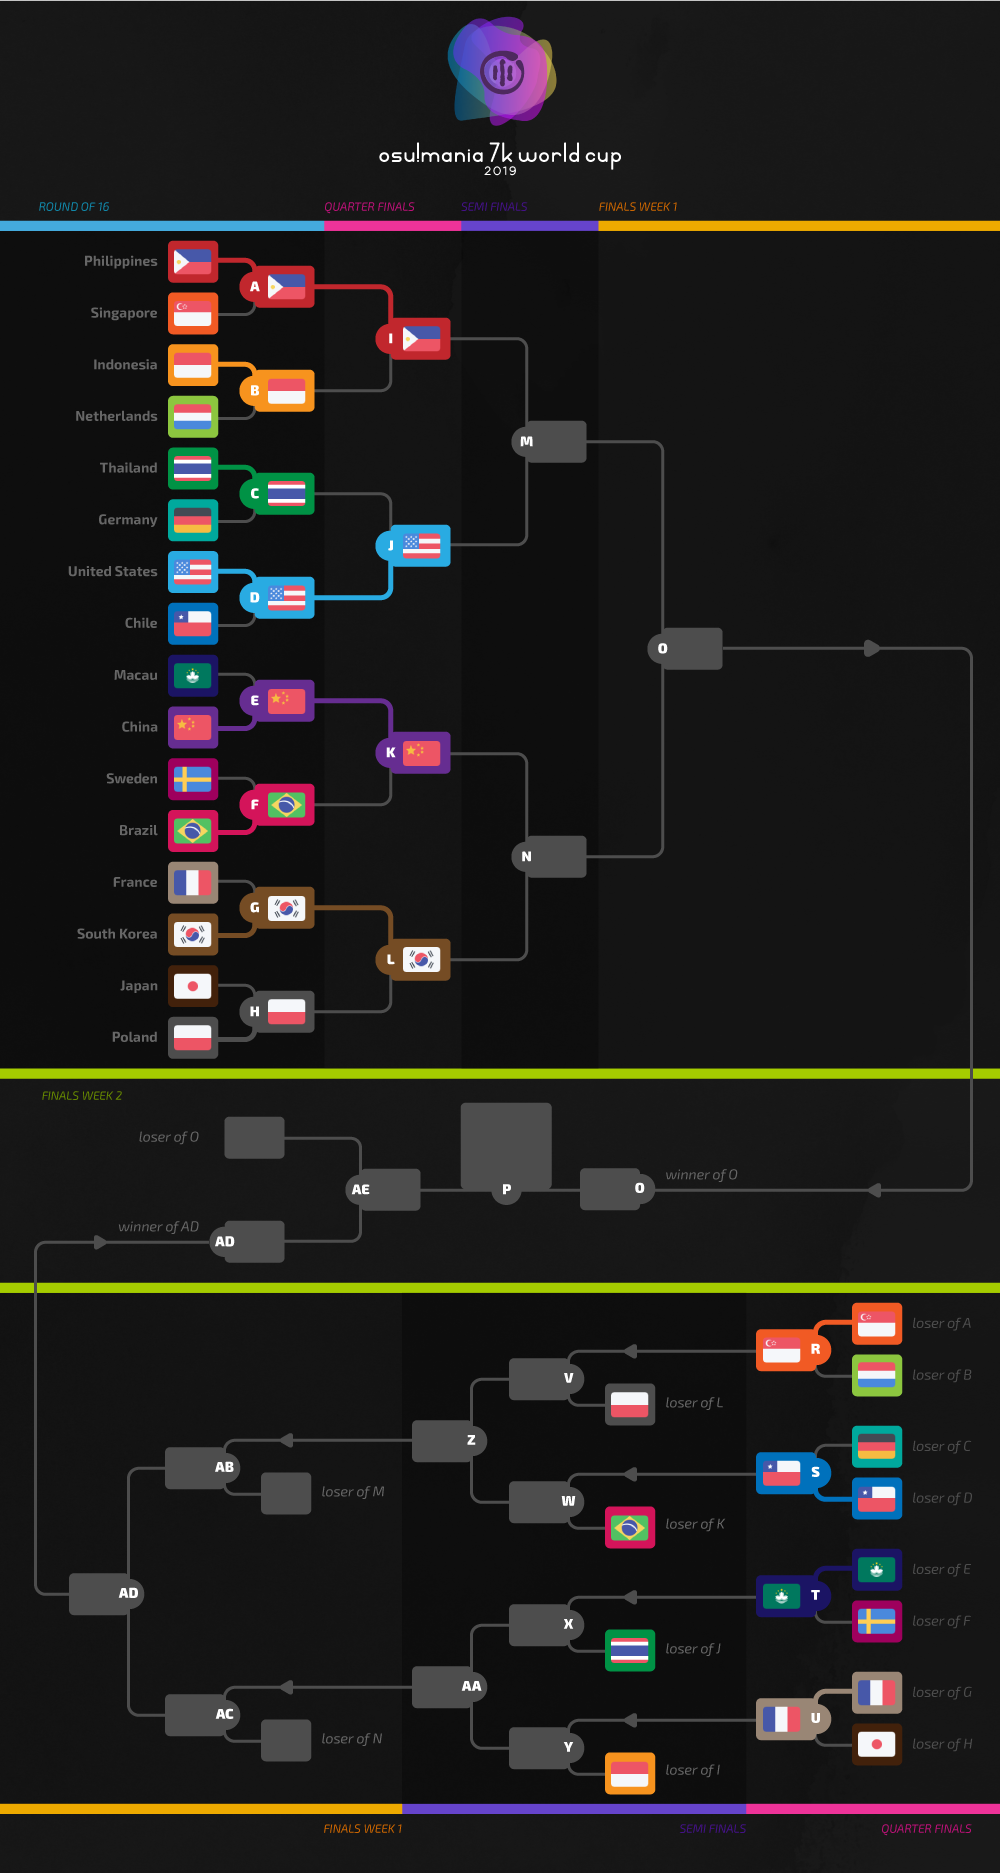 osu!mania 7k world cup
2019
ROUND OF 16 QUARTER FINALS SEMI FINALS FINALS WEEK 1
Philippines
A
Singapore
I
Indonesia
B
Netherlands
M
Thailand
C
Germany
J
United States
D
Chile
O
Macau
E
China
K
Sweden
F
Brazil
N
France
G
South Korea
L
Japan
H
Poland
FINALS WEEK 2
loser of O
winner of O
AE P O
winner of AD
AD
loser of A
R
loser of B
V
loser of L
Z
loser of C
AB S
loser of M
loser of D
W
loser of K
loser of E
AD T
loser of F
X
loser of J
AA
loser of G
AC U
loser of N
loser of H
Y
loser of I
FINALS WEEK 1 SEMI FINALS QUARTER FINALS